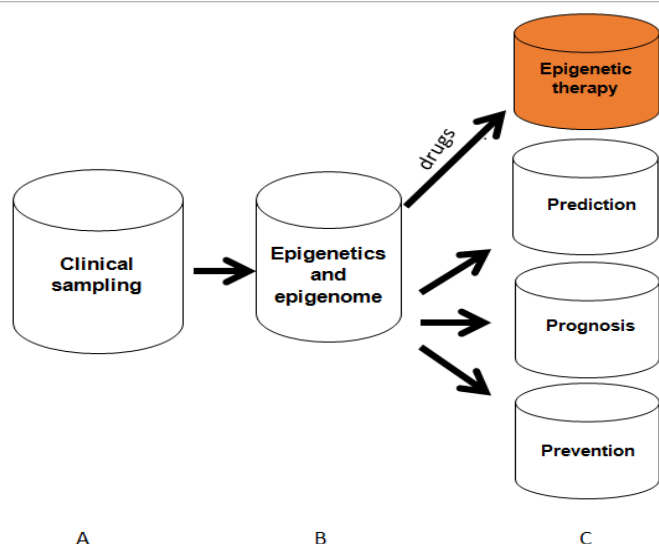 Epigenetic
therapy
drugs
Prediction
Clinical
sampling
Epigenetics
and
epigenome
Prognosis
Prevention
A
B
C